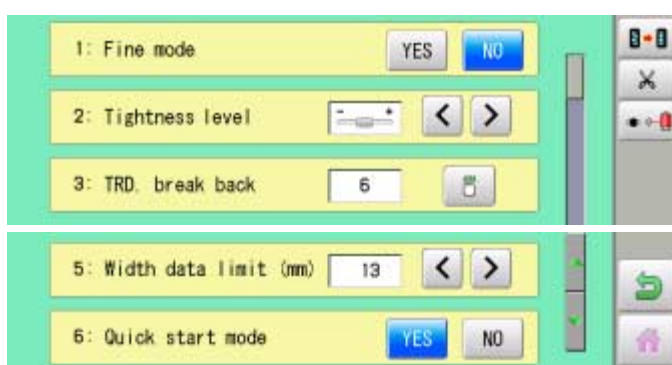 1: Fine mode YES NO
2: Tightness level - +
3: TRD. break back 6
5: Width data limit (mm) 13
6: Quick start mode YES NO